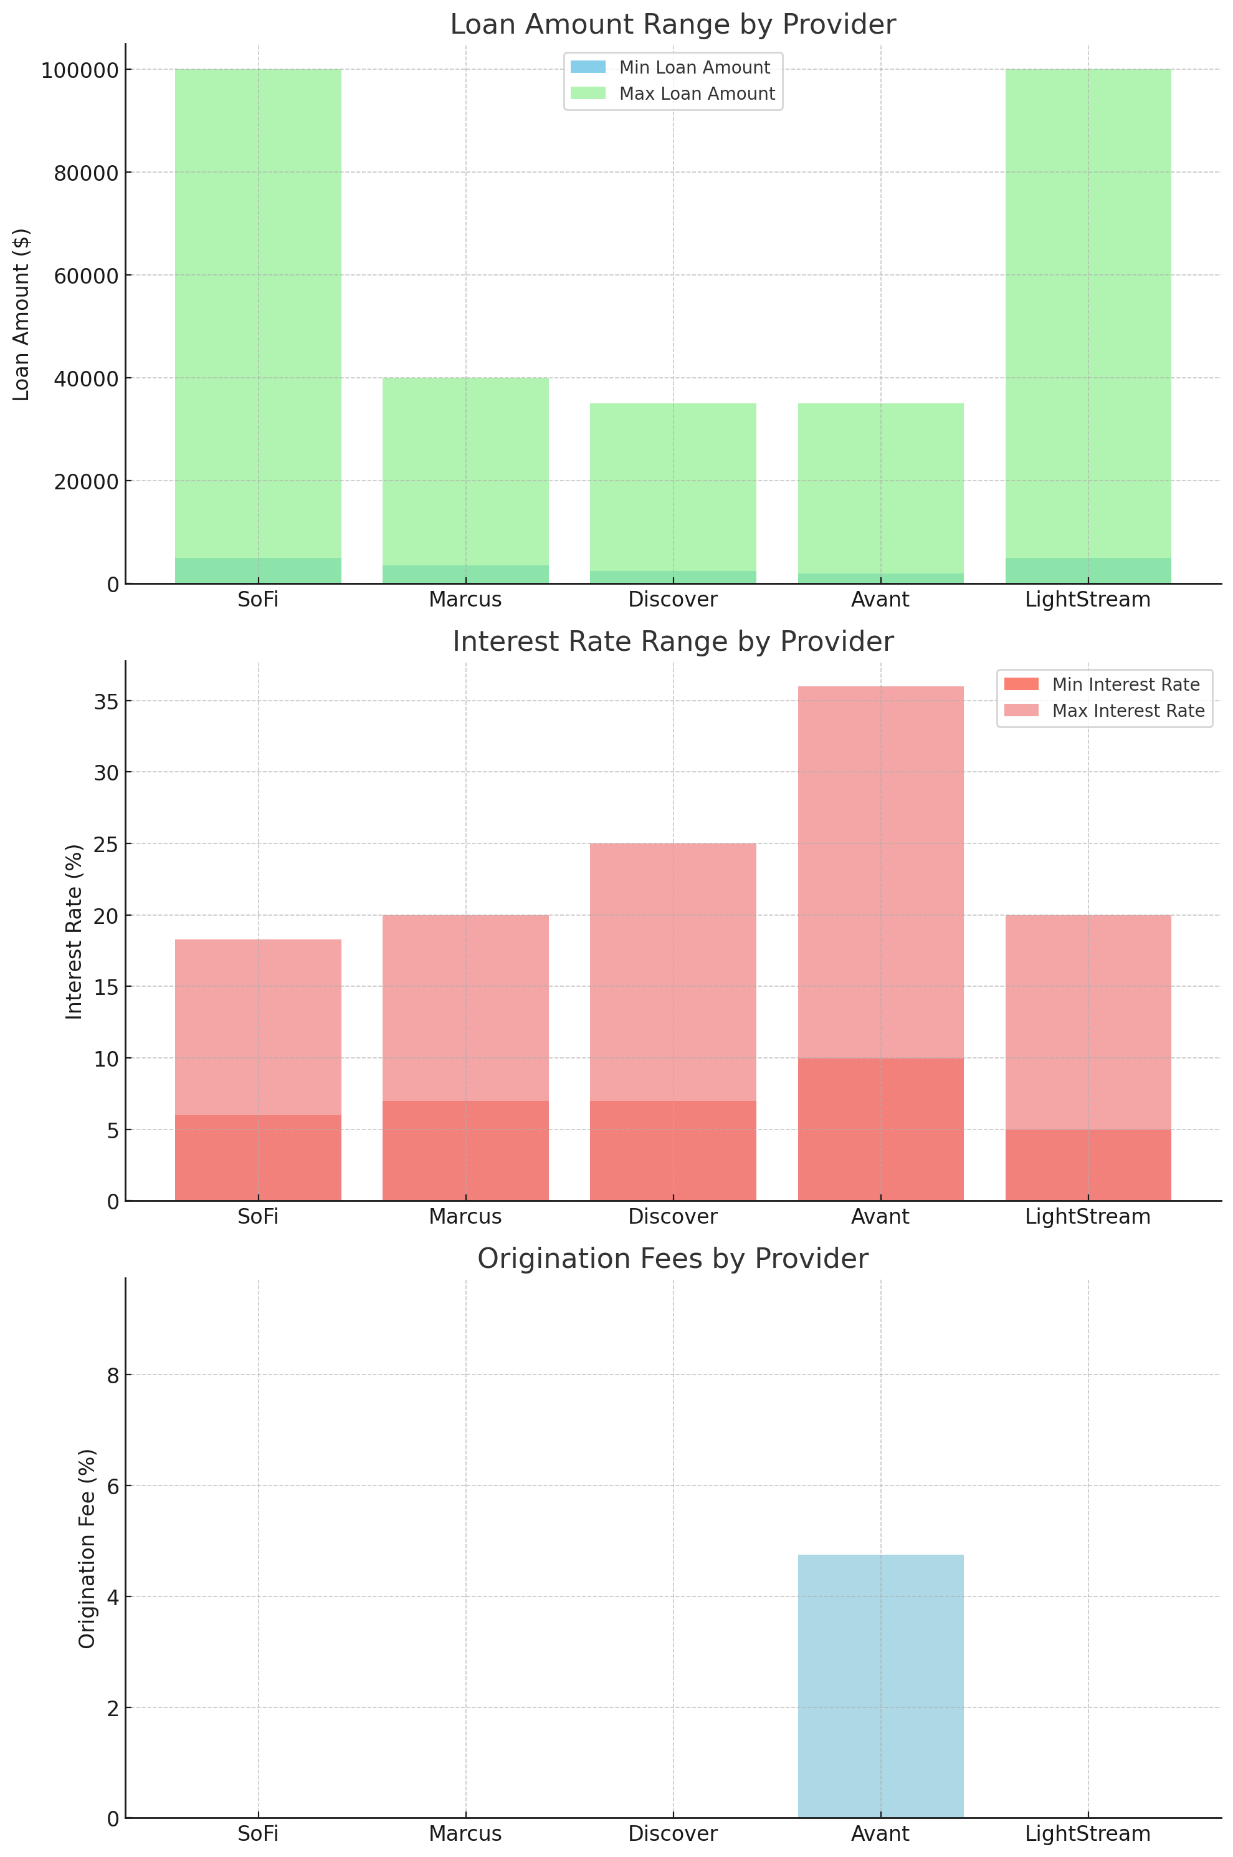 Loan Amount Range by Provider
Min Loan Amount
Max Loan Amount
Loan Amount ($)
100000
80000
60000
40000
20000
0
SoFi Marcus Discover Avant LightStream
Interest Rate Range by Provider
Min Interest Rate
Max Interest Rate
Interest Rate (%)
35
30
25
20
15
10
5
0
SoFi Marcus Discover Avant LightStream
Origination Fees by Provider
Origination Fee (%)
8
6
4
2
0
SoFi Marcus Discover Avant LightStream